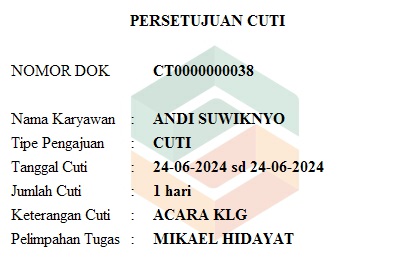 PERSETUJUAN CUTI
NOMOR DOK CT0000000038
Nama Karyawan : ANDI SUWIKNYO
Tipe Pengajuan : CUTI
Tanggal Cuti : 24-06-2024 sd 24-06-2024
Jumlah Cuti : 1 hari
Keterangan Cuti : ACARA KLG
Pelimpahan Tugas : MIKAEL HIDAYAT